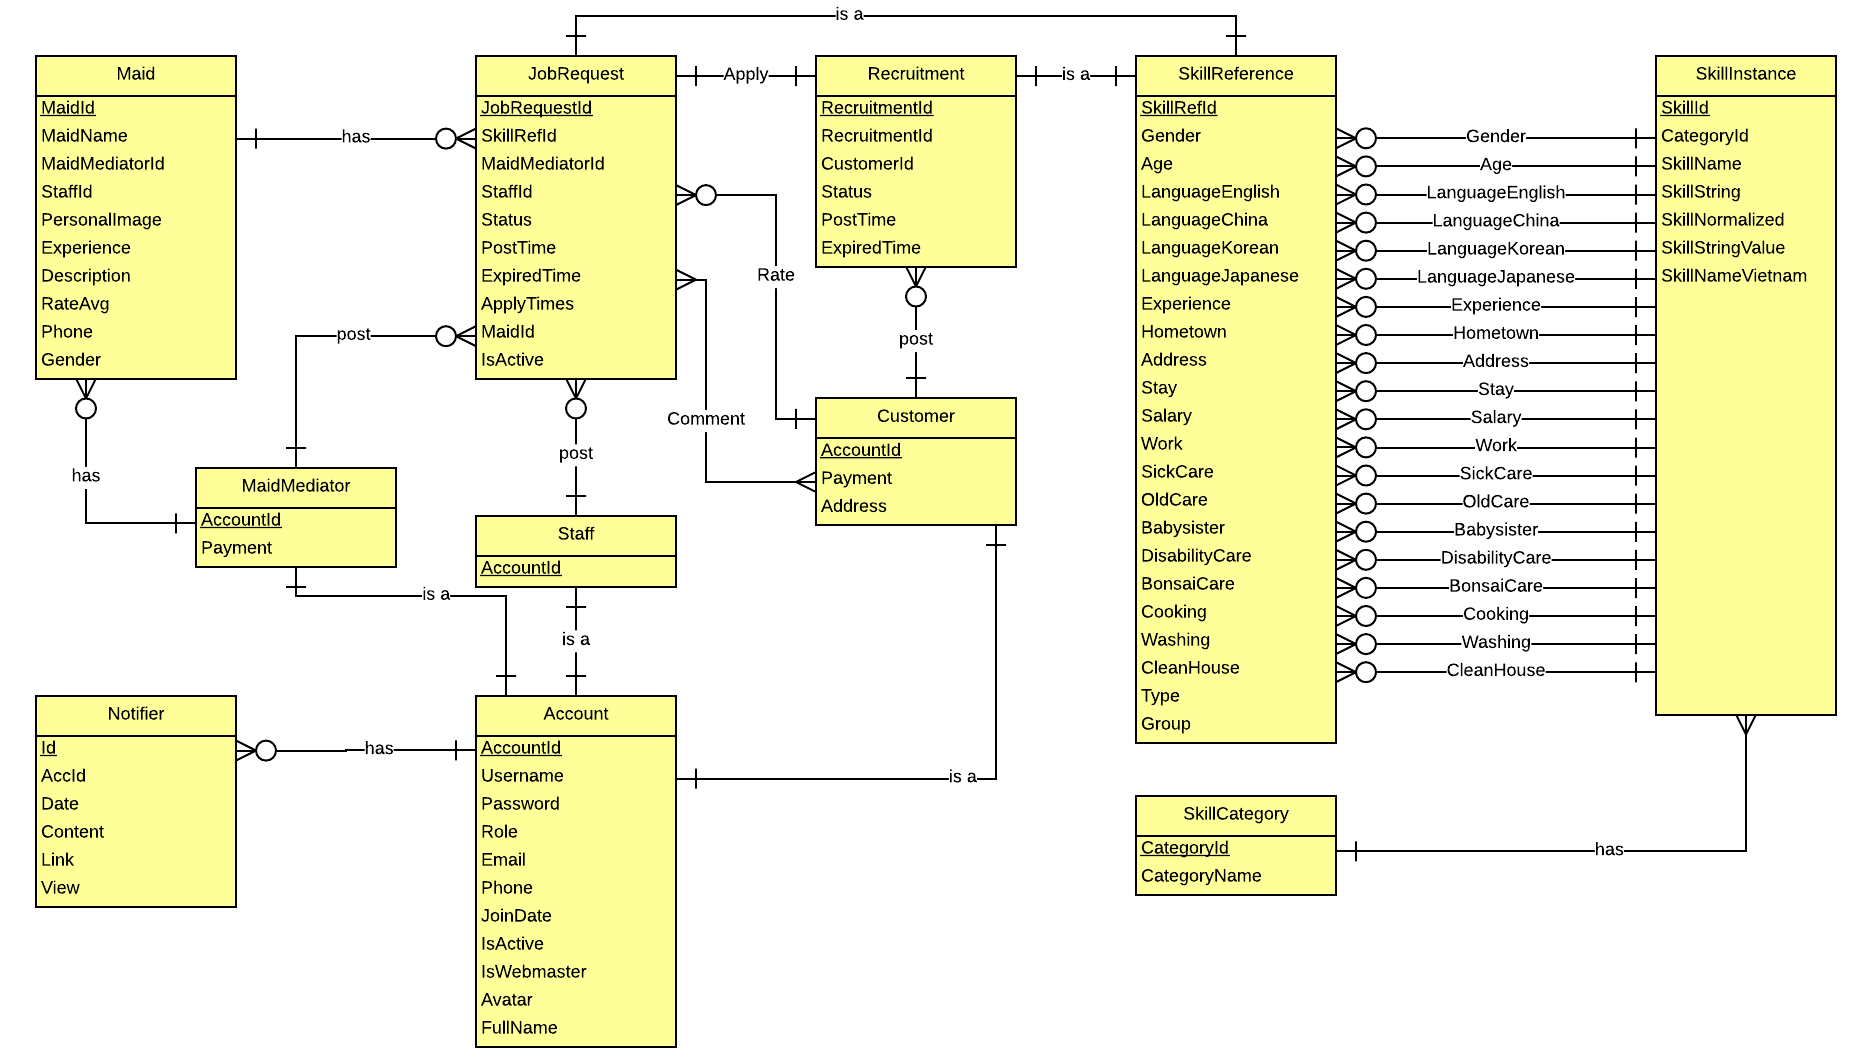 is a
Maid
MaidId
MaidName
MaidMediatorId
StaffId
PersonalImage
Experience
Description
RateAvg
Phone
Gender
has
JobRequest
JobRequestId
SkillRefId
MaidMediatorId
StaffId
Status
PostTime
ExpiredTime
ApplyTimes
MaidId
IsActive
Apply
Recruitment
RecruitmentId
RecruitmentId
CustomerId
Status
PostTime
ExpiredTime
is a
SkillReference
SkillRefId
Gender
Age
LanguageEnglish
LanguageChina
LanguageKorean
LanguageJapanese
Experience
Hometown
Address
Stay
Salary
Work
SickCare
OldCare
Babysister
DisabilityCare
BonsaiCare
Cooking
Washing
CleanHouse
Type
Group
Gender
Age
LanguageEnglish
LanguageChina
LanguageKorean
LanguageJapanese
Experience
Hometown
Address
Stay
Salary
Work
SickCare
OldCare
Babysister
DisabilityCare
BonsaiCare
Cooking
Washing
CleanHouse
SkillInstance
SkillId
CategoryId
SkillName
SkillString
SkillNormalized
SkillStringValue
SkillNameVietnam
Rate
post
post
Comment
Customer
AccountId
Payment
Address
has
post
MaidMediator
AccountId
Payment
Staff
AccountId
is a
is a
Notifier
Id
AccId
Date
Content
Link
View
has
Account
AccountId
Username
Password
Role
Email
Phone
JoinDate
IsActive
IsWebmaster
Avatar
FullName
is a
SkillCategory
CategoryId
CategoryName
has